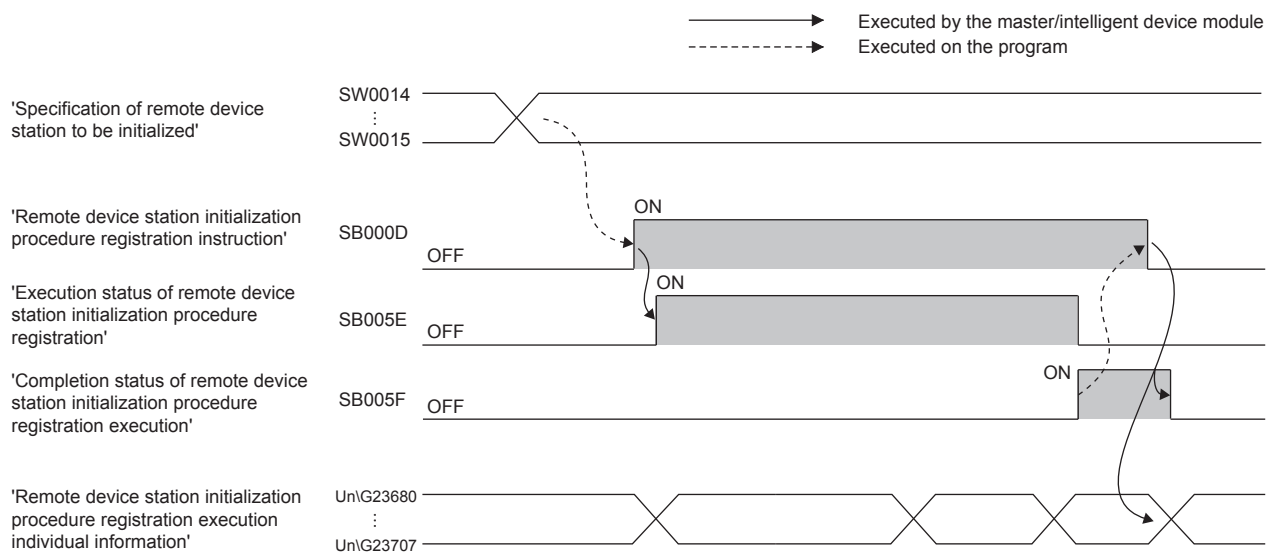 Executed by the master/intelligent device module
Executed on the program
'Specification of remote device
station to be initialized'
SW0014
⋮
SW0015
'Remote device station initialization
procedure registration instruction'
SB000D
OFF
ON
'Execution status of remote device
station initialization procedure
registration'
SB005E
OFF
ON
'Completion status of remote device
station initialization procedure
registration execution'
SB005F
OFF
ON
'Remote device station initialization
procedure registration execution
individual information'
Un\G23680
⋮
Un\G23707